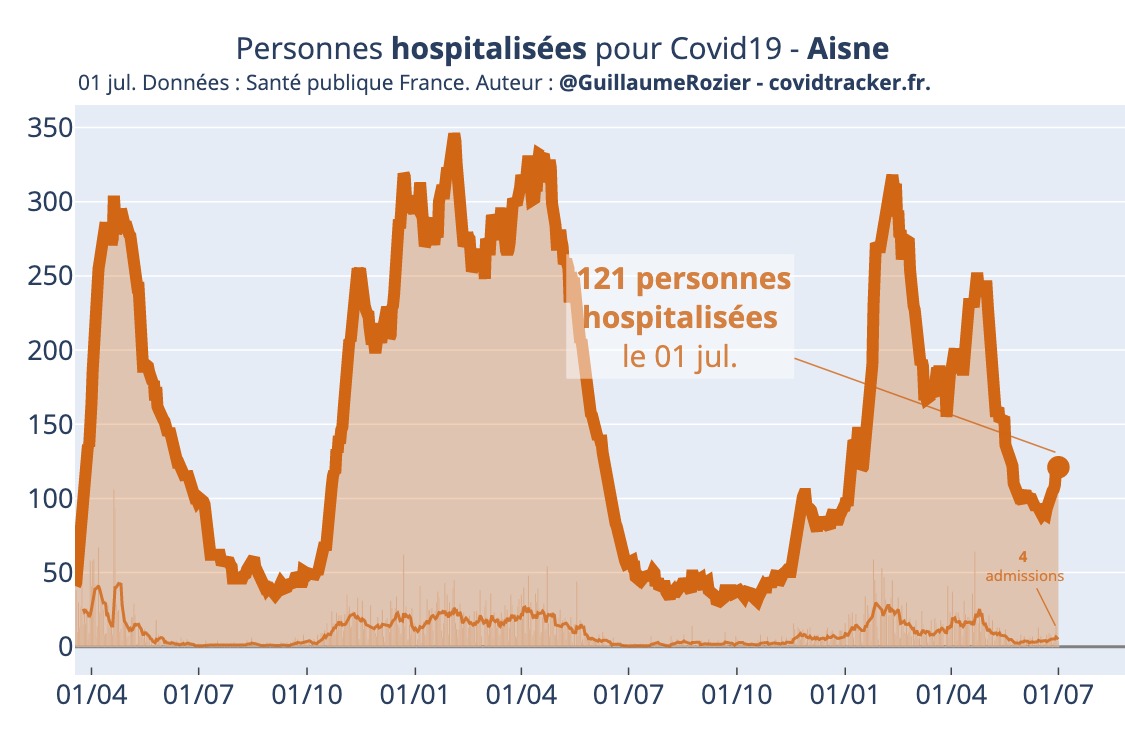 Personnes hospitalisées pour Covid19 - Aisne
01 jul. Données : Santé publique France. Auteur : @GuillaumeRozier - covidtracker.fr.
350
300
250
200
150
100
50
0
121 personnes
hospitalisées
le 01 jul.
4
admissions
01/04 01/07 01/10 01/01 01/04 01/07 01/10 01/01 01/04 01/07